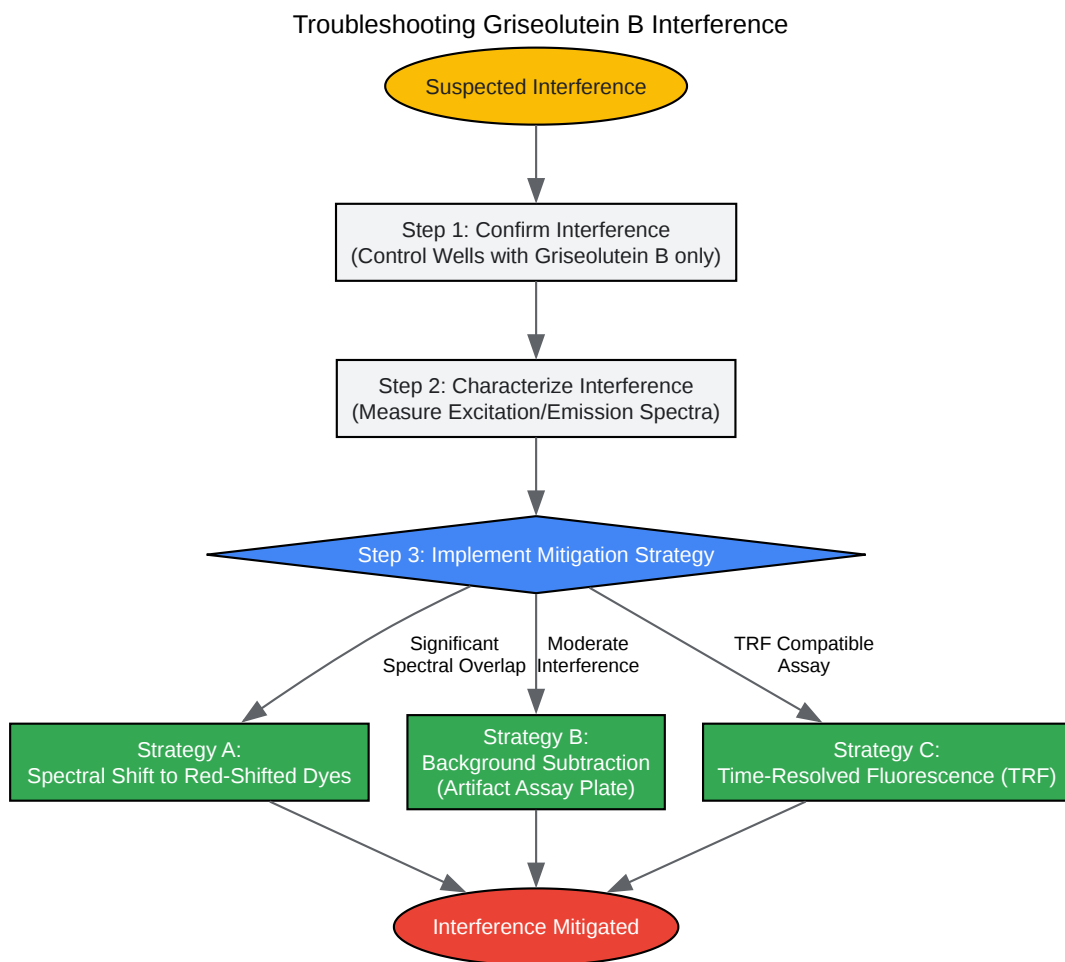 Troubleshooting Griseolutein B Interference
Suspected Interference
Step 1: Confirm Interference
(Control Wells with Griseolutein B only)
Step 2: Characterize Interference
(Measure Excitation/Emission Spectra)
Step 3: Implement Mitigation Strategy
Significant
Spectral Overlap
Moderate
Interference
TRF Compatible
Assay
Strategy A:
Spectral Shift to Red-Shifted Dyes
Strategy B:
Background Subtraction
(Artifact Assay Plate)
Strategy C:
Time-Resolved Fluorescence (TRF)
Interference Mitigated